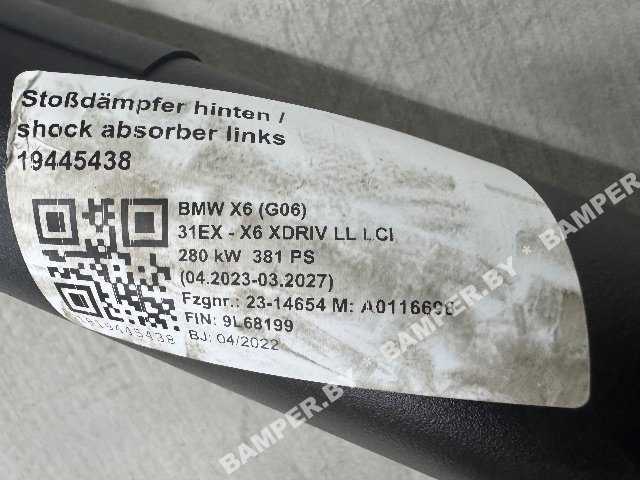 Stoßdämpfer hinten /
shock absorber links
19445438
BMW X6 (G06)
31EX - X6 XDRIV LL LCI
280 kW 381 PS
(04.2023-03.2027)
Fzgnr.: 23-14654 M: A0116698
FIN: 9L68199
BJ: 04/2022
BAMPER.BY * BAMPER.BY * BAMPER.BY